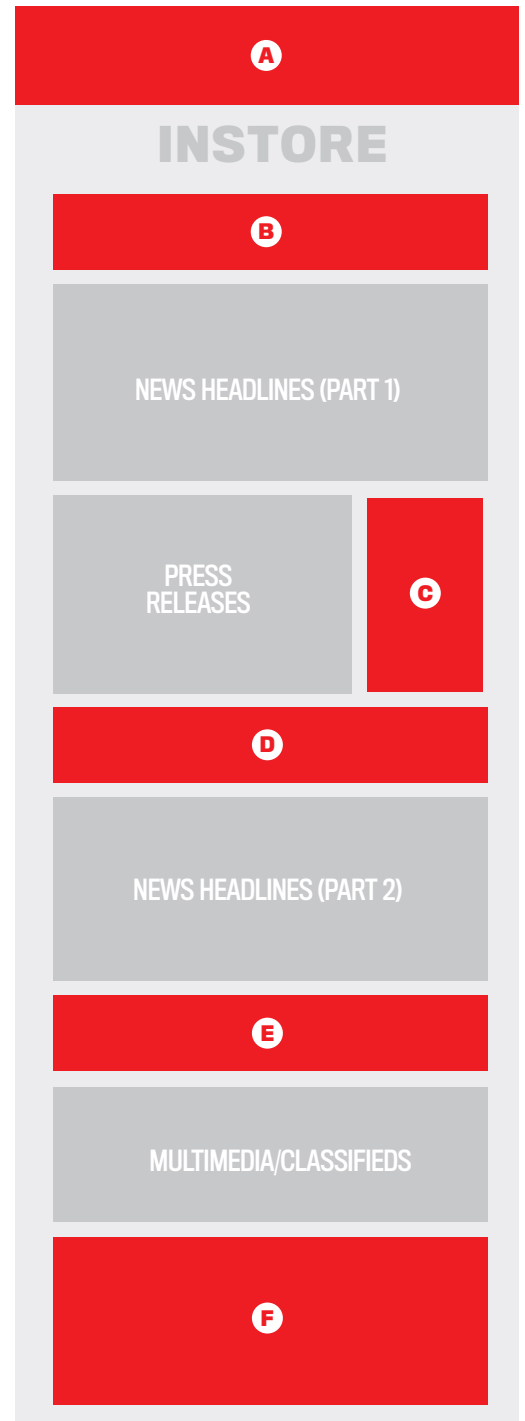 A
INSTORE
B
NEWS HEADLINES (PART 1)
PRESS
RELEASES
C
D
NEWS HEADLINES (PART 2)
E
MULTIMEDIA/CLASSIFIEDS
F